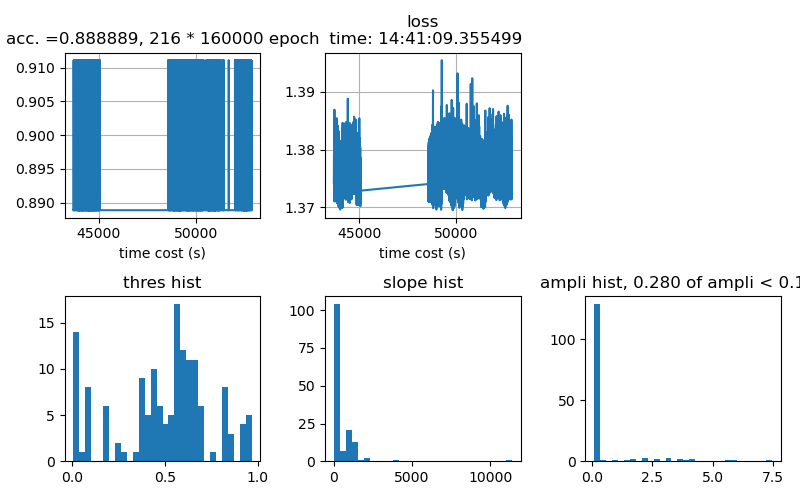 loss
acc. =0.888889, 216 * 160000 epoch time: 14:41:09.355499
0.910
0.905
0.900
0.895
0.890
45000 50000
time cost (s)
1.39
1.38
1.37
45000 50000
time cost (s)
thres hist
15
10
5
0
0.0 0.5 1.0
slope hist
100
75
50
25
0
0 5000 10000
ampli hist, 0.280 of ampli < 0.1
100
50
0
0.0 2.5 5.0 7.5